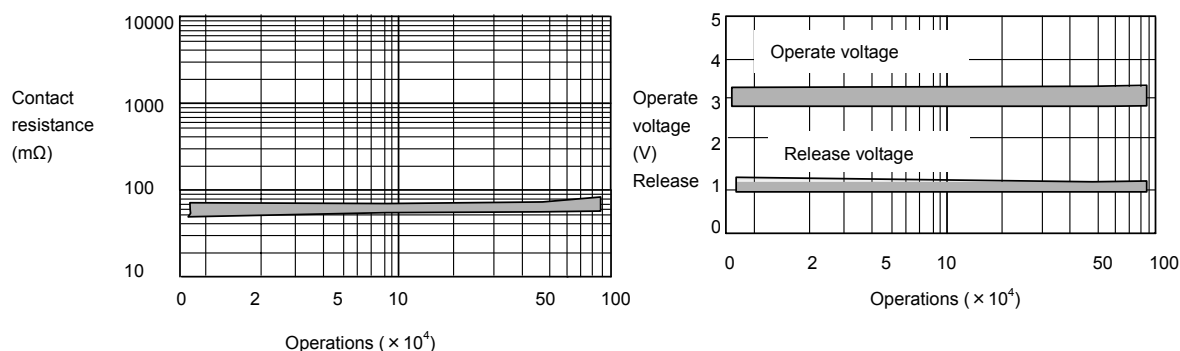 10000
1000
100
10
Contact
resistance
(mΩ)
0 2 5 10 50 100
Operations ( × 10⁴)
5
4
3
2
1
0
Operate
voltage
(V)
Release
Operate voltage
Release voltage
0 2 5 10 50 100
Operations ( × 10⁴)